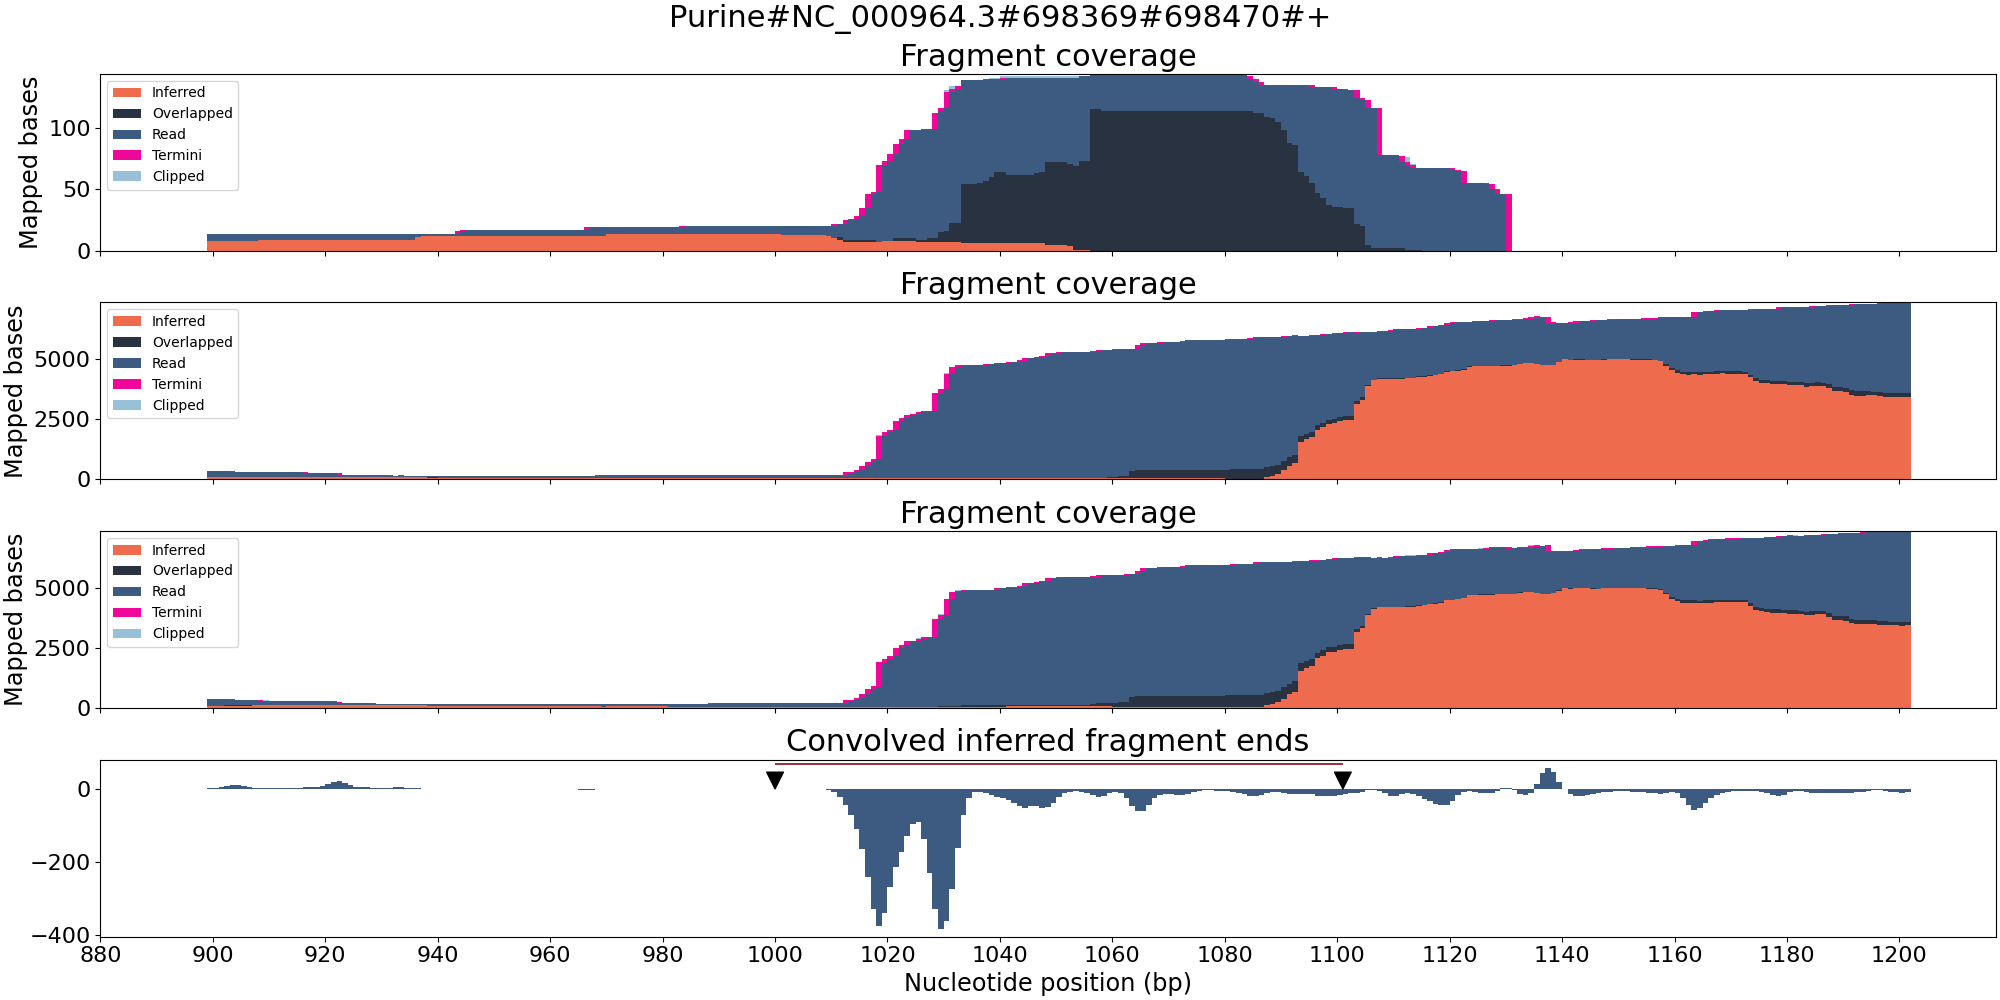 Purine#NC_000964.3#698369#698470#+
Fragment coverage
Mapped bases
100
50
0
Inferred
Overlapped
Read
Termini
Clipped
Fragment coverage
Mapped bases
5000
2500
0
Inferred
Overlapped
Read
Termini
Clipped
Fragment coverage
Mapped bases
5000
2500
0
Inferred
Overlapped
Read
Termini
Clipped
Convolved inferred fragment ends
0
−200
−400
880 900 920 940 960 980 1000 1020 1040 1060 1080 1100 1120 1140 1160 1180 1200
Nucleotide position (bp)